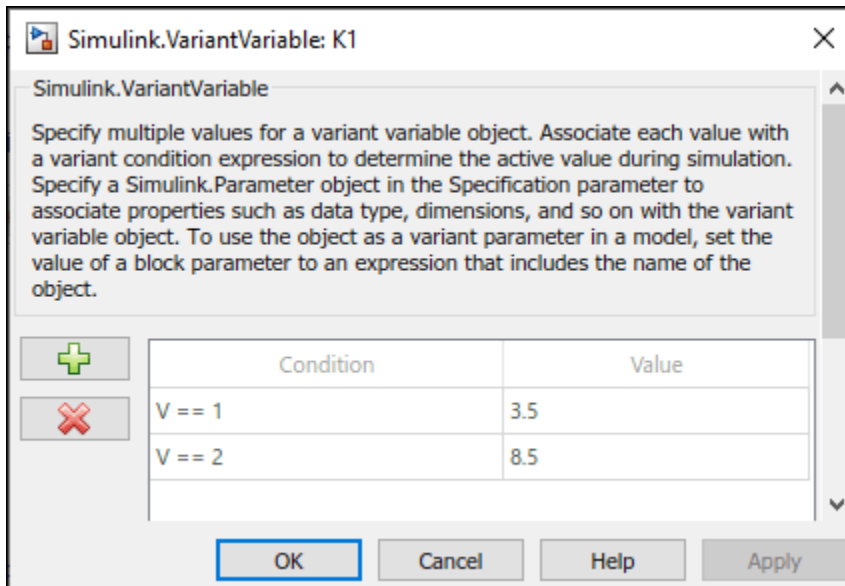 Simulink.VariantVariable: K1
Simulink.VariantVariable
Specify multiple values for a variant variable object. Associate each value with
a variant condition expression to determine the active value during simulation.
Specify a Simulink.Parameter object in the Specification parameter to
associate properties such as data type, dimensions, and so on with the variant
variable object. To use the object as a variant parameter in a model, set the
value of a block parameter to an expression that includes the name of the
object.
Condition Value
V == 1 3.5
V == 2 8.5
OK Cancel Help Apply